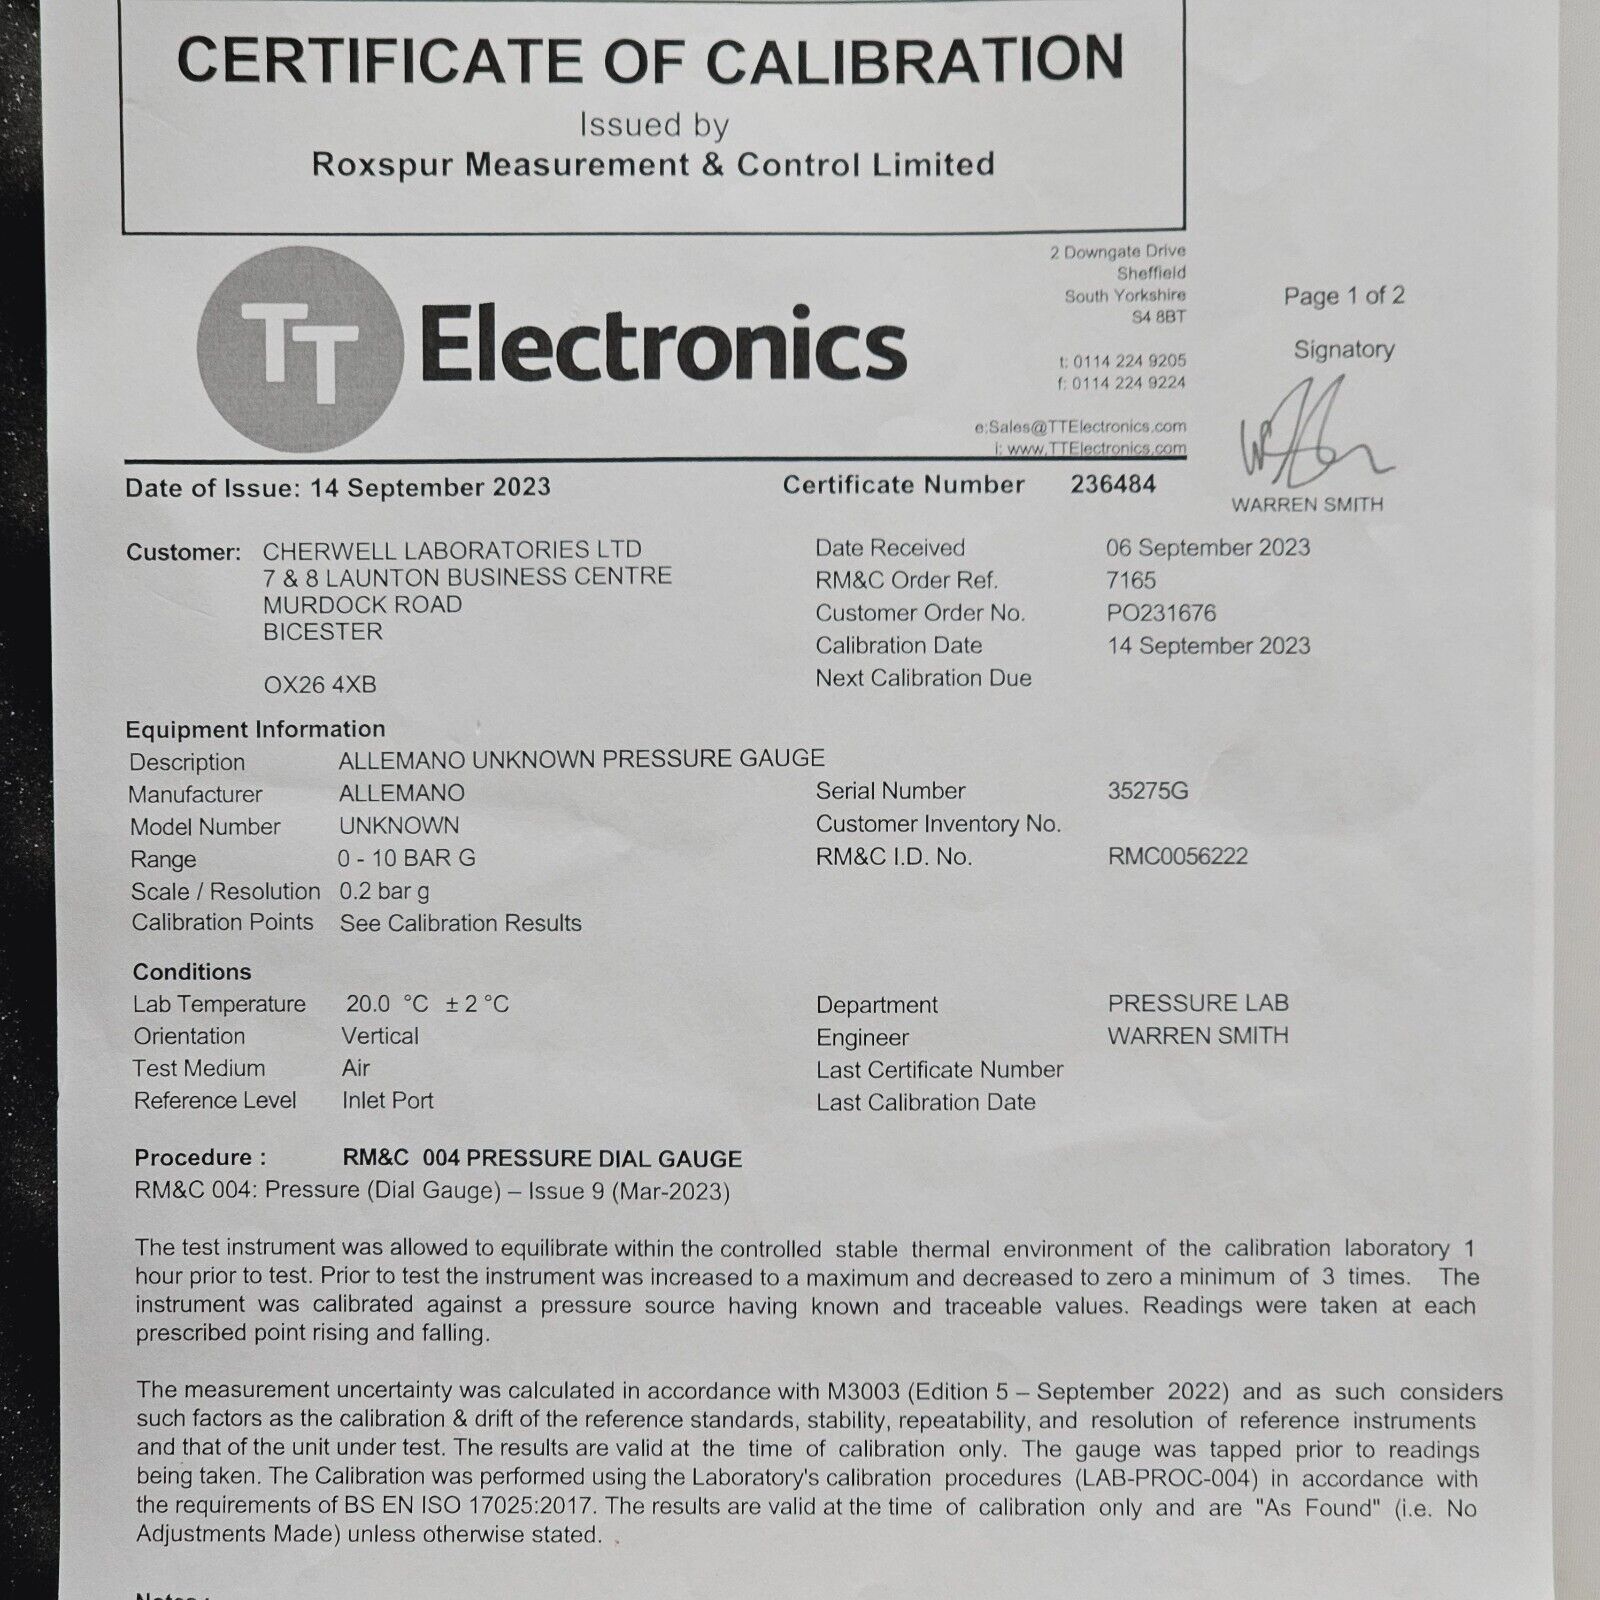 CERTIFICATE OF CALIBRATION
Issued by
Roxspur Measurement & Control Limited
TT Electronics
2 Downgate Drive
Sheffield
South Yorkshire
S4 8BT
t: 0114 224 9205
f: 0114 224 9224
e:Sales@TTElectronics.com
i: www.TTElectronics.com
Page 1 of 2
Signatory
WARREN SMITH
Date of Issue: 14 September 2023
Certificate Number 236484
Customer: CHERWELL LABORATORIES LTD
7 & 8 LAUNTON BUSINESS CENTRE
MURDOCK ROAD
BICESTER
OX26 4XB
Date Received 06 September 2023
RM&C Order Ref. 7165
Customer Order No. PO231676
Calibration Date 14 September 2023
Next Calibration Due
Equipment Information
Description ALLEMANO UNKNOWN PRESSURE GAUGE
Manufacturer ALLEMANO Serial Number 35275G
Model Number UNKNOWN Customer Inventory No.
Range 0 - 10 BAR G RM&C I.D. No. RMC0056222
Scale / Resolution 0.2 bar g
Calibration Points See Calibration Results
Conditions
Lab Temperature 20.0 °C ± 2 °C Department PRESSURE LAB
Orientation Vertical Engineer WARREN SMITH
Test Medium Air Last Certificate Number
Reference Level Inlet Port Last Calibration Date
Procedure : RM&C 004 PRESSURE DIAL GAUGE
RM&C 004: Pressure (Dial Gauge) – Issue 9 (Mar-2023)
The test instrument was allowed to equilibrate within the controlled stable thermal environment of the calibration laboratory 1
hour prior to test. Prior to test the instrument was increased to a maximum and decreased to zero a minimum of 3 times. The
instrument was calibrated against a pressure source having known and traceable values. Readings were taken at each
prescribed point rising and falling.
The measurement uncertainty was calculated in accordance with M3003 (Edition 5 – September 2022) and as such considers
such factors as the calibration & drift of the reference standards, stability, repeatability, and resolution of reference instruments
and that of the unit under test. The results are valid at the time of calibration only. The gauge was tapped prior to readings
being taken. The Calibration was performed using the Laboratory's calibration procedures (LAB-PROC-004) in accordance with
the requirements of BS EN ISO 17025:2017. The results are valid at the time of calibration only and are "As Found" (i.e. No
Adjustments Made) unless otherwise stated.